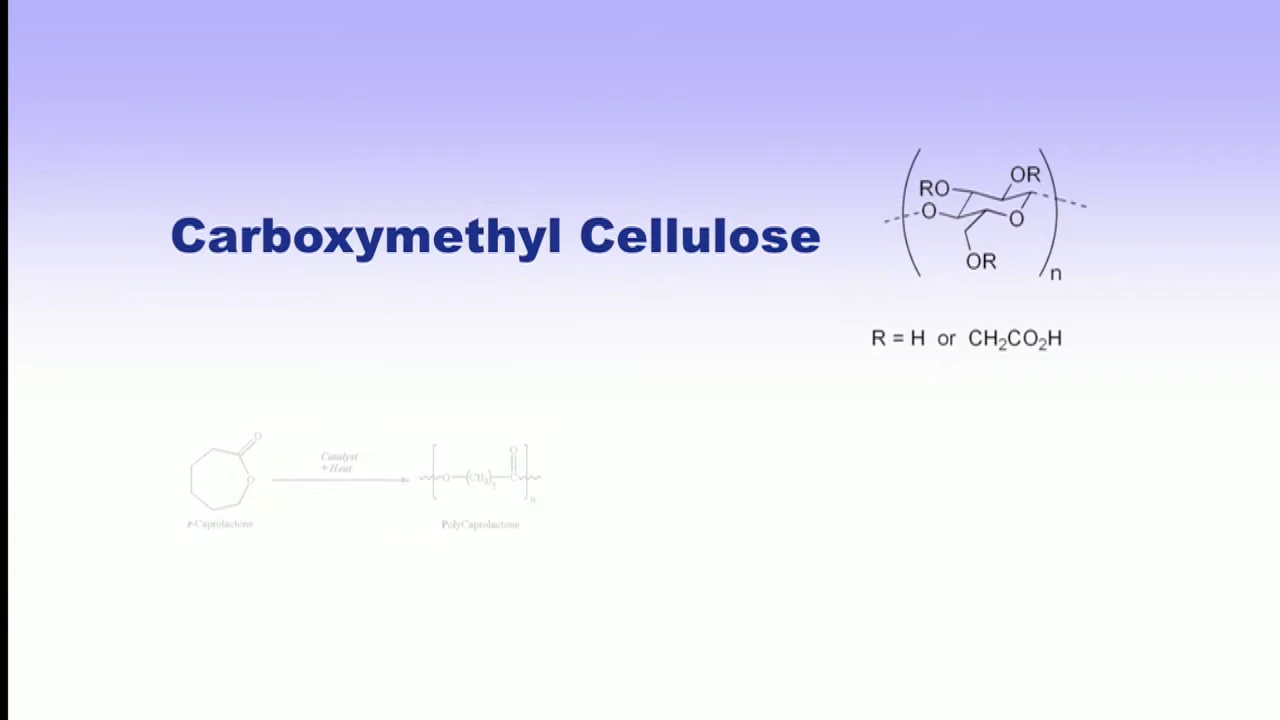 Carboxymethyl Cellulose
RO
OR
O
O
OR
n
R = H or CH₂CO₂H
O
O
ε-Caprolactone
Catalyst
+ Heat
O
O (CH₂)₅ C
n
PolyCaprolactone